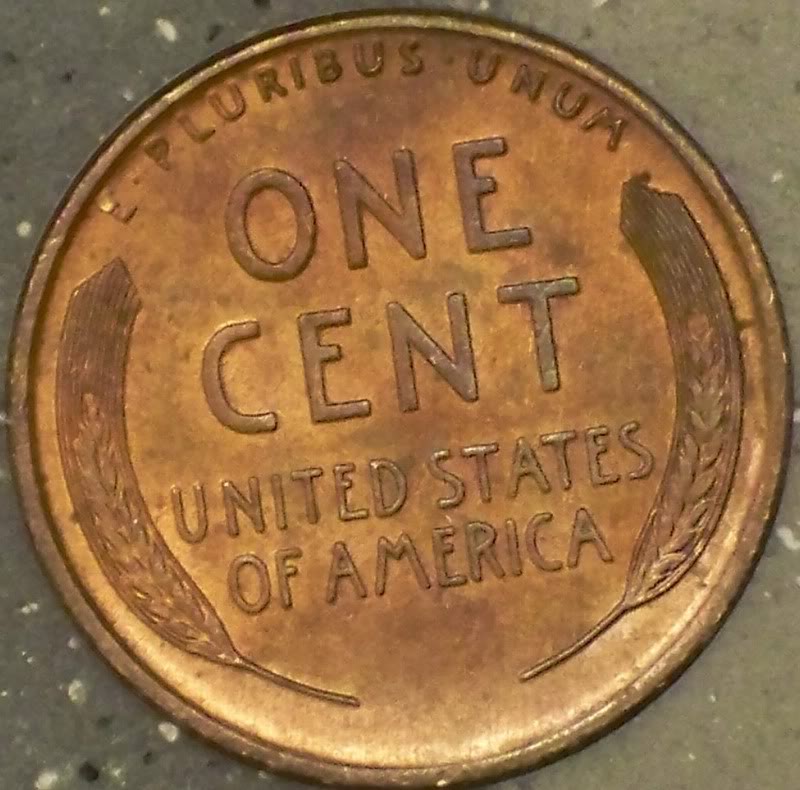 E · PLURIBUS · UNUM
ONE
CENT
UNITED STATES
OF AMERICA